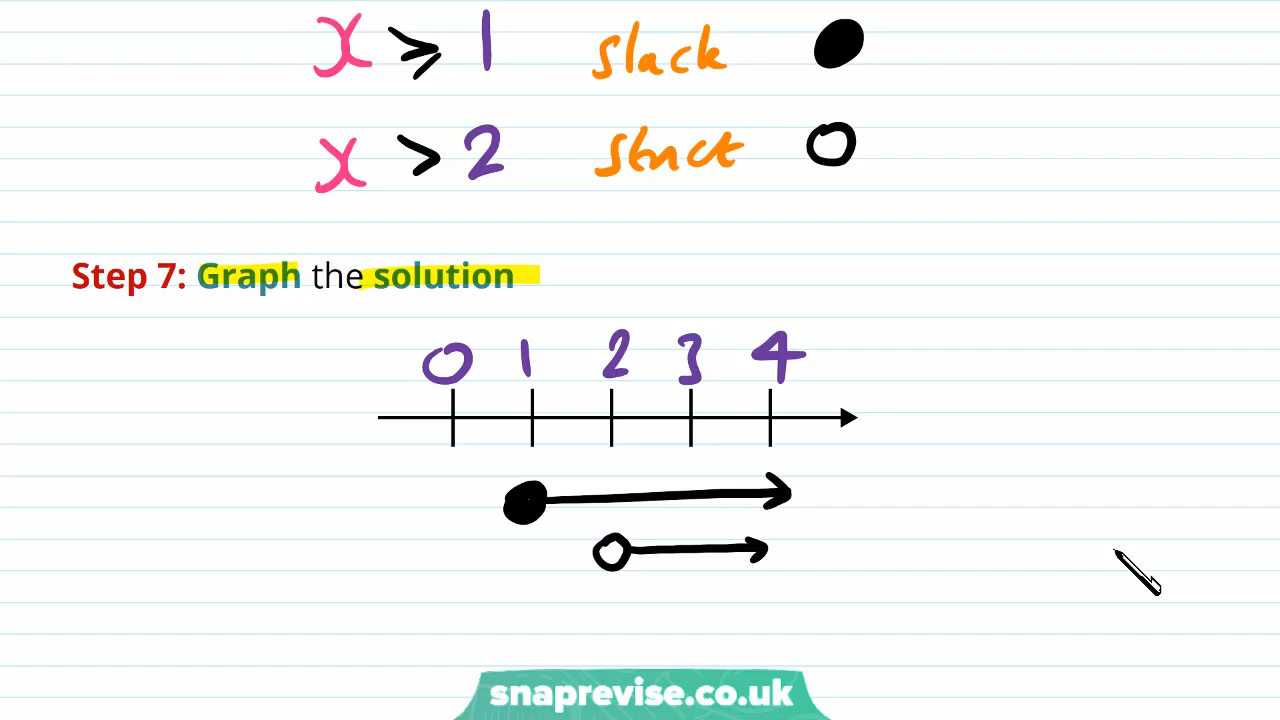 x ⩾ 1 slack
x > 2 strict
Step 7: Graph the solution
0 1 2 3 4
snaprevise.co.uk